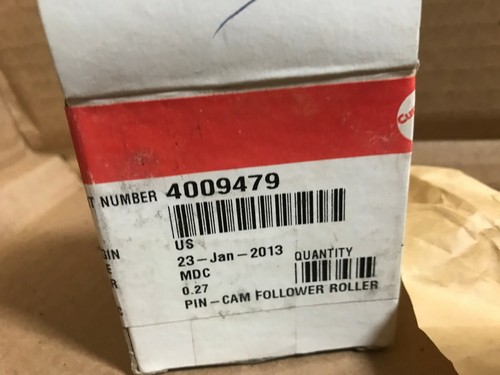 T NUMBER 4009479
US
GIN 23-Jan-2013 QUANTITY
MDC
0.27
PIN-CAM FOLLOWER ROLLER